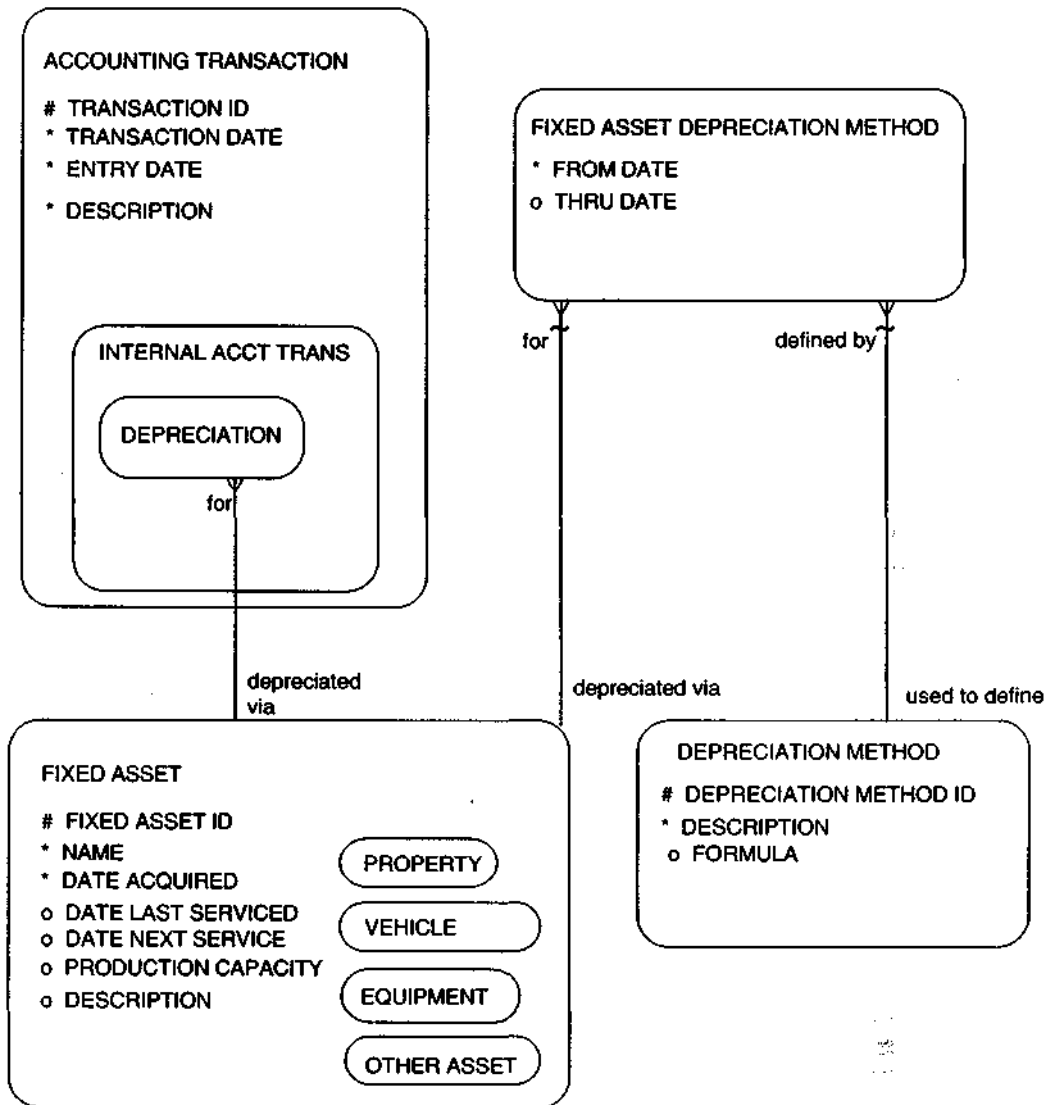 ACCOUNTING TRANSACTION
# TRANSACTION ID
* TRANSACTION DATE
* ENTRY DATE
* DESCRIPTION
INTERNAL ACCT TRANS
DEPRECIATION
for
depreciated
via
FIXED ASSET DEPRECIATION METHOD
* FROM DATE
o THRU DATE
for
defined by
depreciated via
used to define
FIXED ASSET
# FIXED ASSET ID
* NAME
* DATE ACQUIRED
o DATE LAST SERVICED
o DATE NEXT SERVICE
o PRODUCTION CAPACITY
o DESCRIPTION
PROPERTY
VEHICLE
EQUIPMENT
OTHER ASSET
DEPRECIATION METHOD
# DEPRECIATION METHOD ID
* DESCRIPTION
o FORMULA